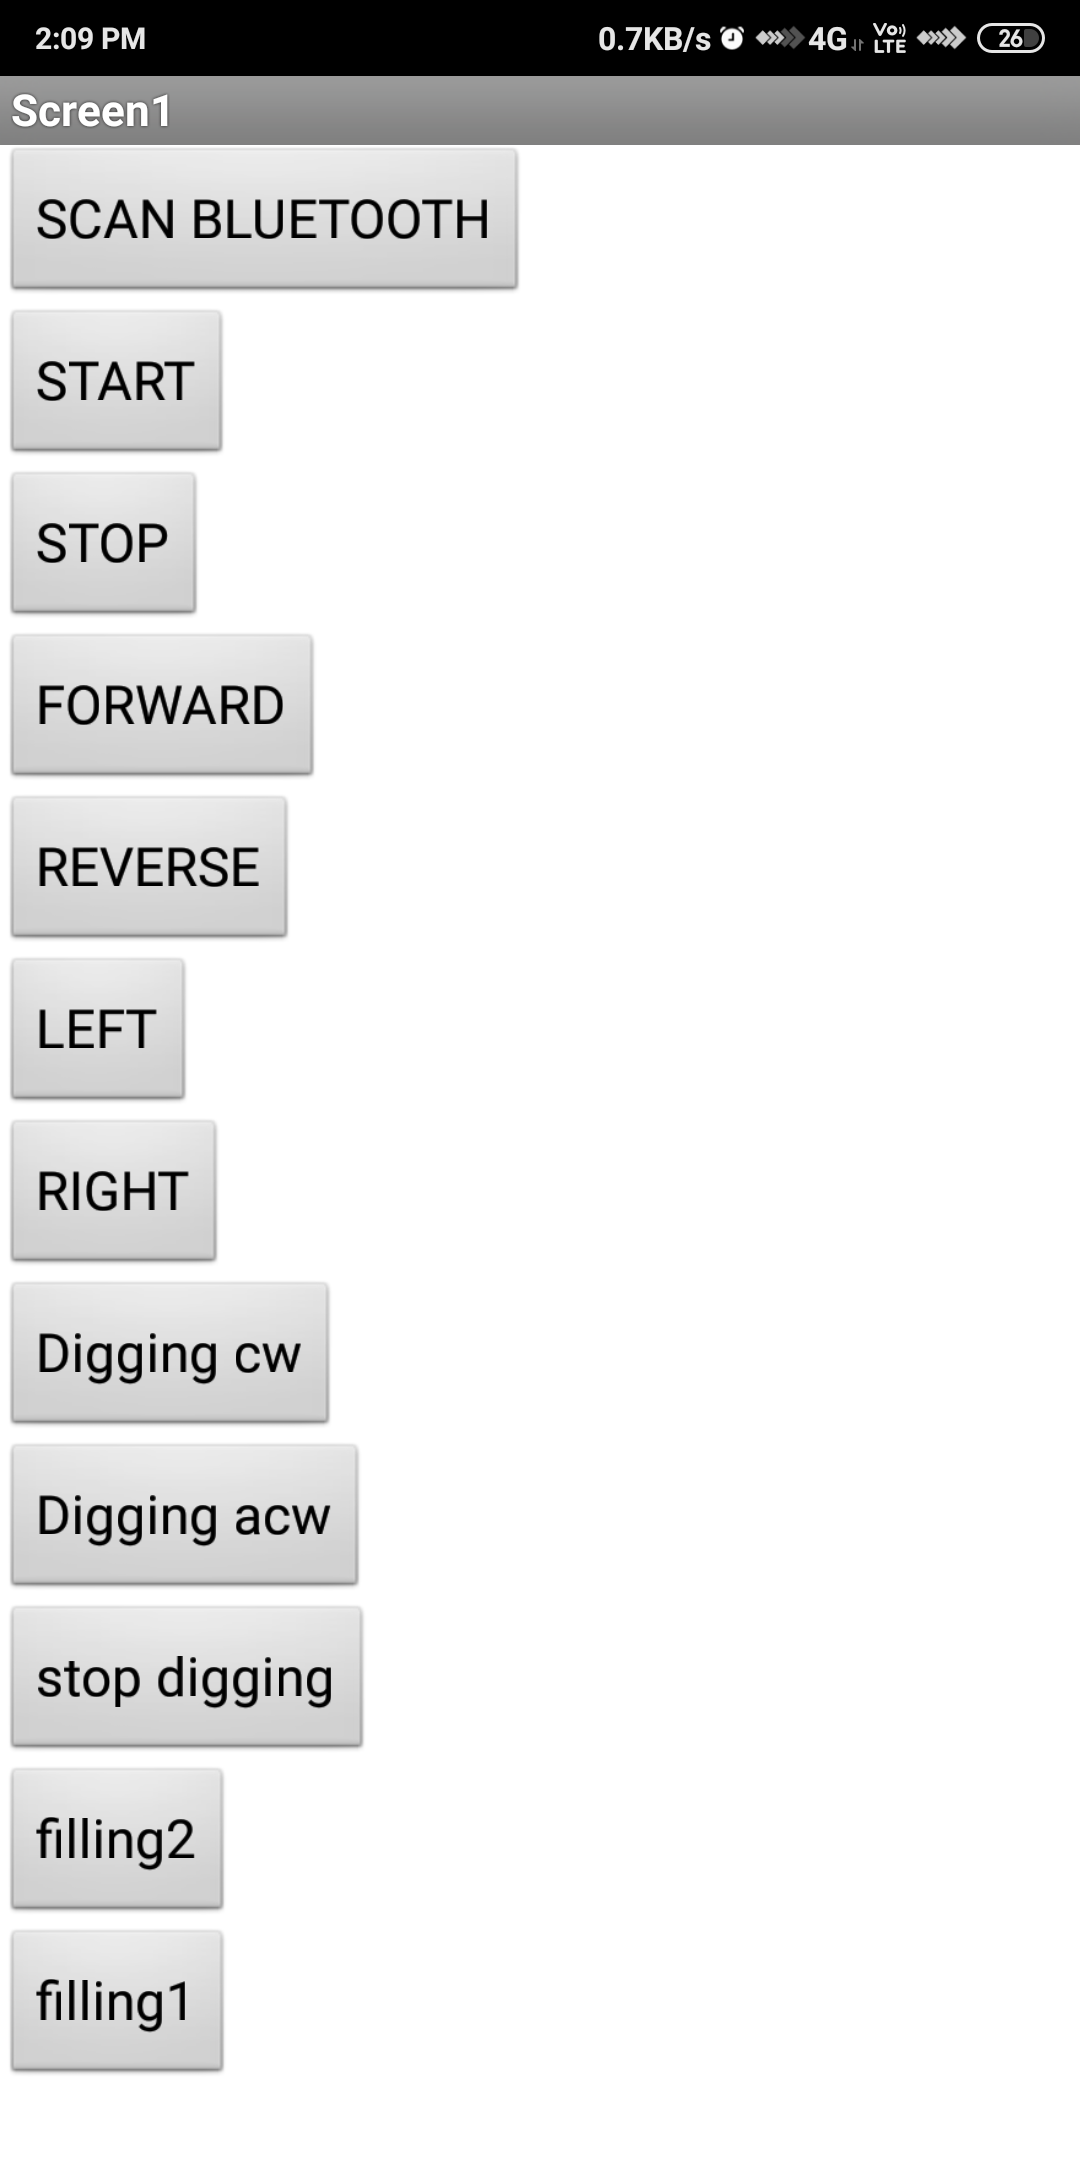 2:09 PM 0.7KB/s 4G Vo LTE 26
Screen1
SCAN BLUETOOTH
START
STOP
FORWARD
REVERSE
LEFT
RIGHT
Digging cw
Digging acw
stop digging
filling2
filling1